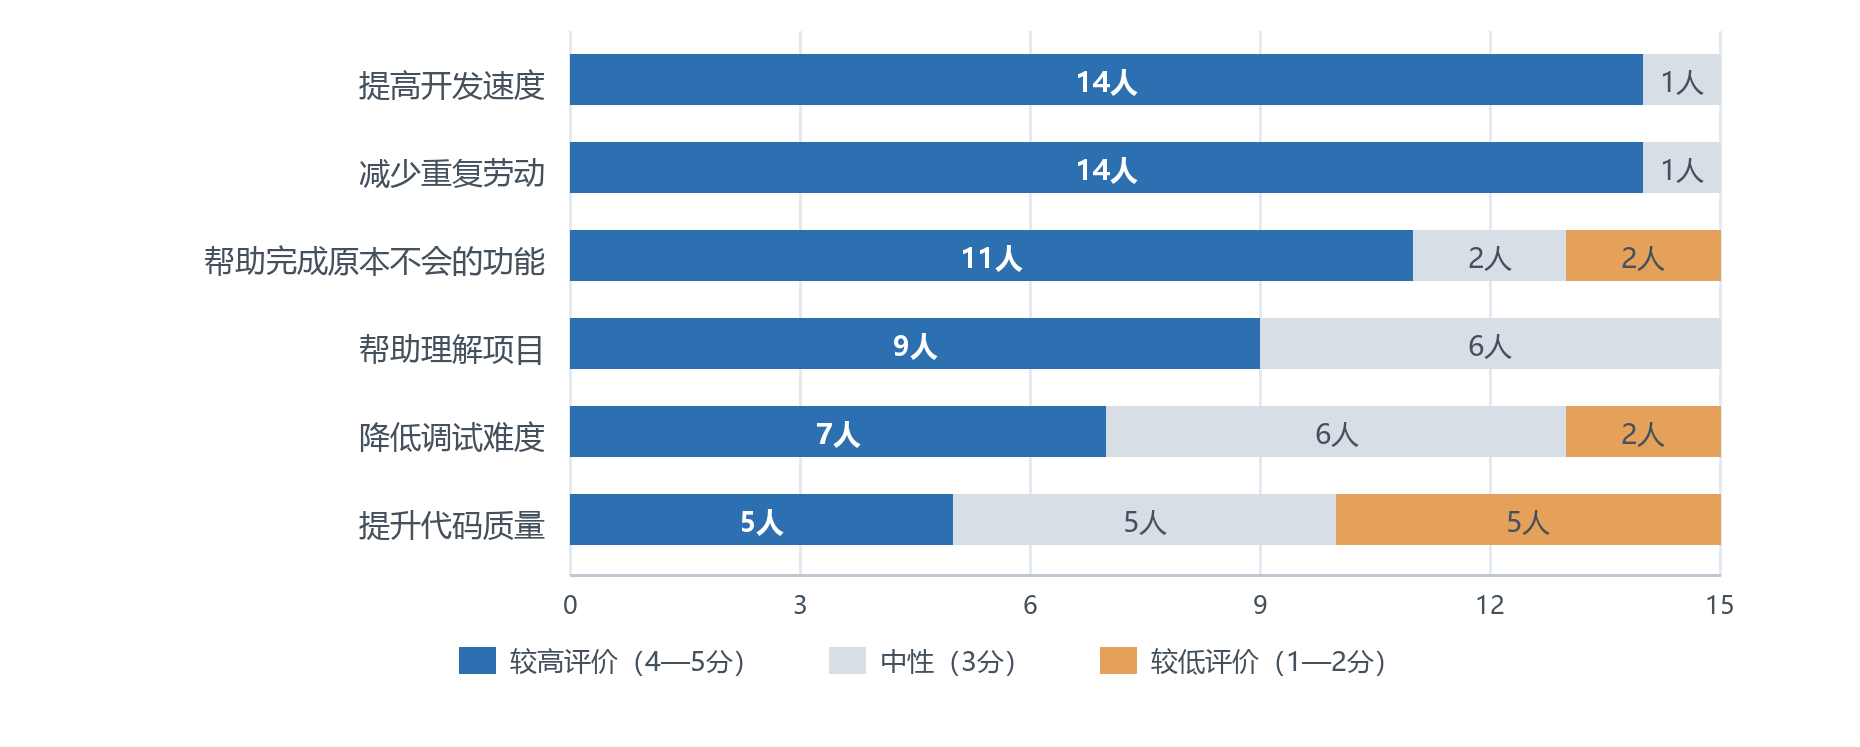 提高开发速度 14人 1人
减少重复劳动 14人 1人
帮助完成原本不会的功能 11人 2人 2人
帮助理解项目 9人 6人
降低调试难度 7人 6人 2人
提升代码质量 5人 5人 5人
0 3 6 9 12 15
较高评价（4—5分） 中性（3分） 较低评价（1—2分）